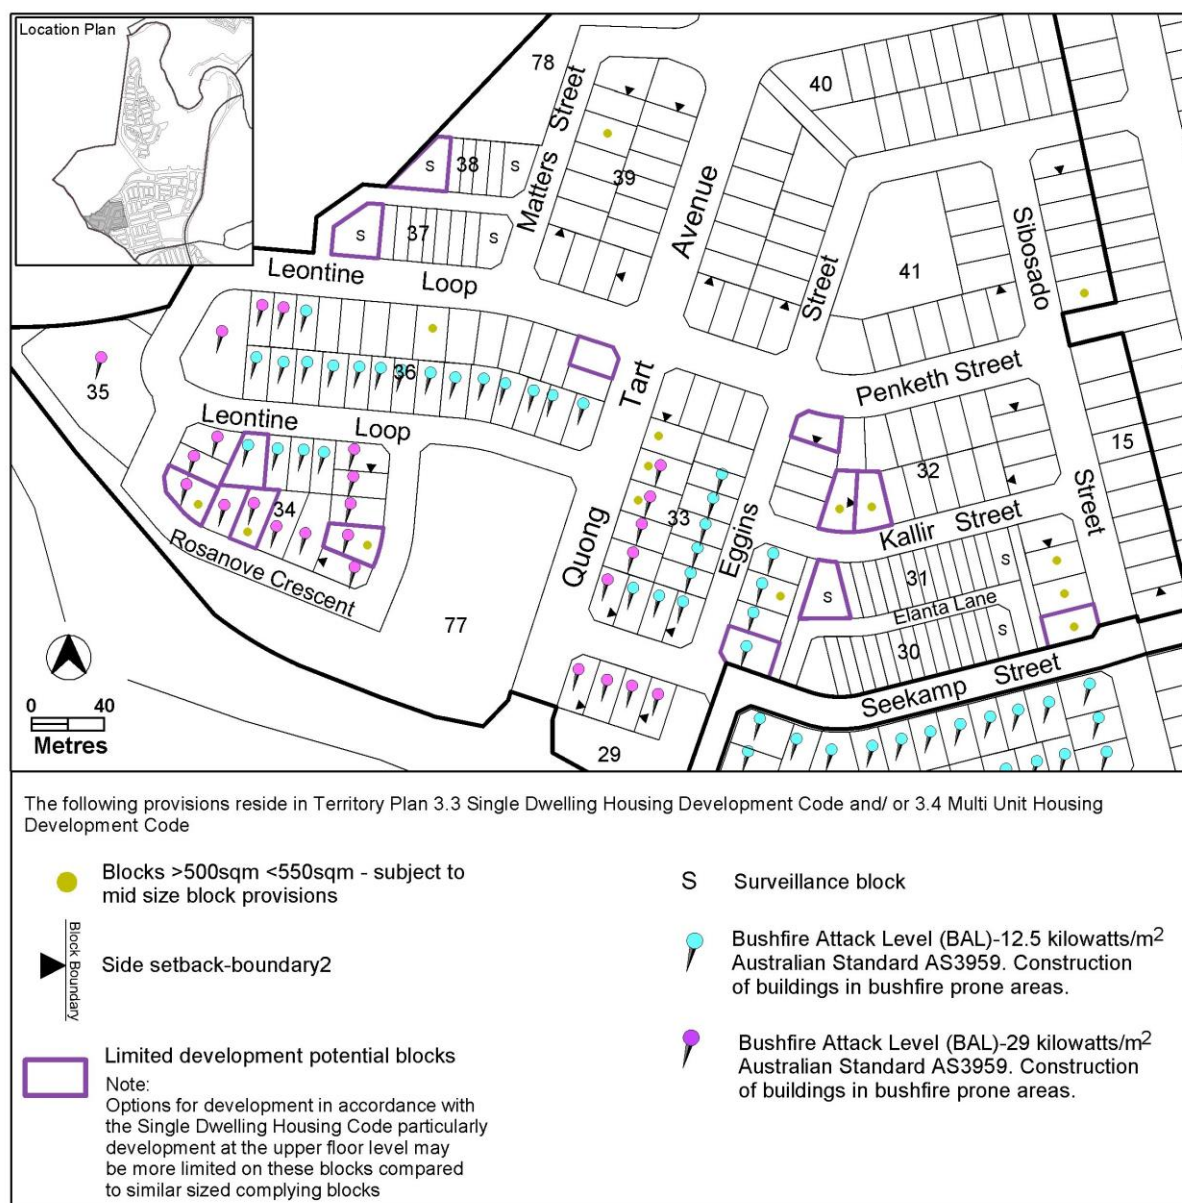 Location Plan
78
40
38
Matters Street
39
37
Avenue
Street
41
Sibosado
Street
Leontine Loop
S
S
S
S
36
Tart
Quong
35
Penketh Street
Leontine Loop
15
32
34
33
Eggins
Kallir Street
Rosanove Crescent
31
S
S
Elanta Lane
77
30
S
Seekamp Street
29
0 40
Metres
The following provisions reside in Territory Plan 3.3 Single Dwelling Housing Development Code and/ or 3.4 Multi Unit Housing
Development Code
Blocks >500sqm <550sqm - subject to
mid size block provisions
Block Boundary
Side setback-boundary2
Limited development potential blocks
Note:
Options for development in accordance with
the Single Dwelling Housing Code particularly
development at the upper floor level may
be more limited on these blocks compared
to similar sized complying blocks
S Surveillance block
Bushfire Attack Level (BAL)-12.5 kilowatts/m2
Australian Standard AS3959. Construction
of buildings in bushfire prone areas.
Bushfire Attack Level (BAL)-29 kilowatts/m2
Australian Standard AS3959. Construction
of buildings in bushfire prone areas.